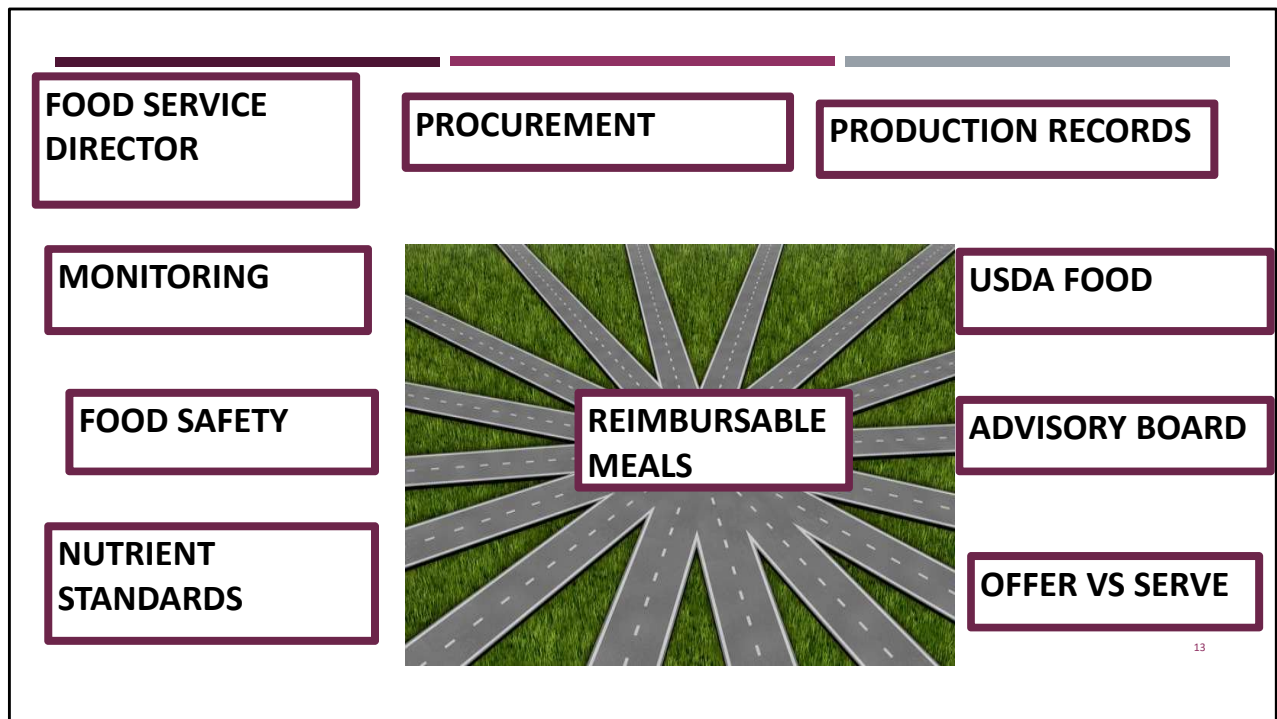 FOOD SERVICE
DIRECTOR
PROCUREMENT
PRODUCTION RECORDS
MONITORING
USDA FOOD
FOOD SAFETY
REIMBURSABLE
MEALS
ADVISORY BOARD
NUTRIENT
STANDARDS
OFFER VS SERVE
13